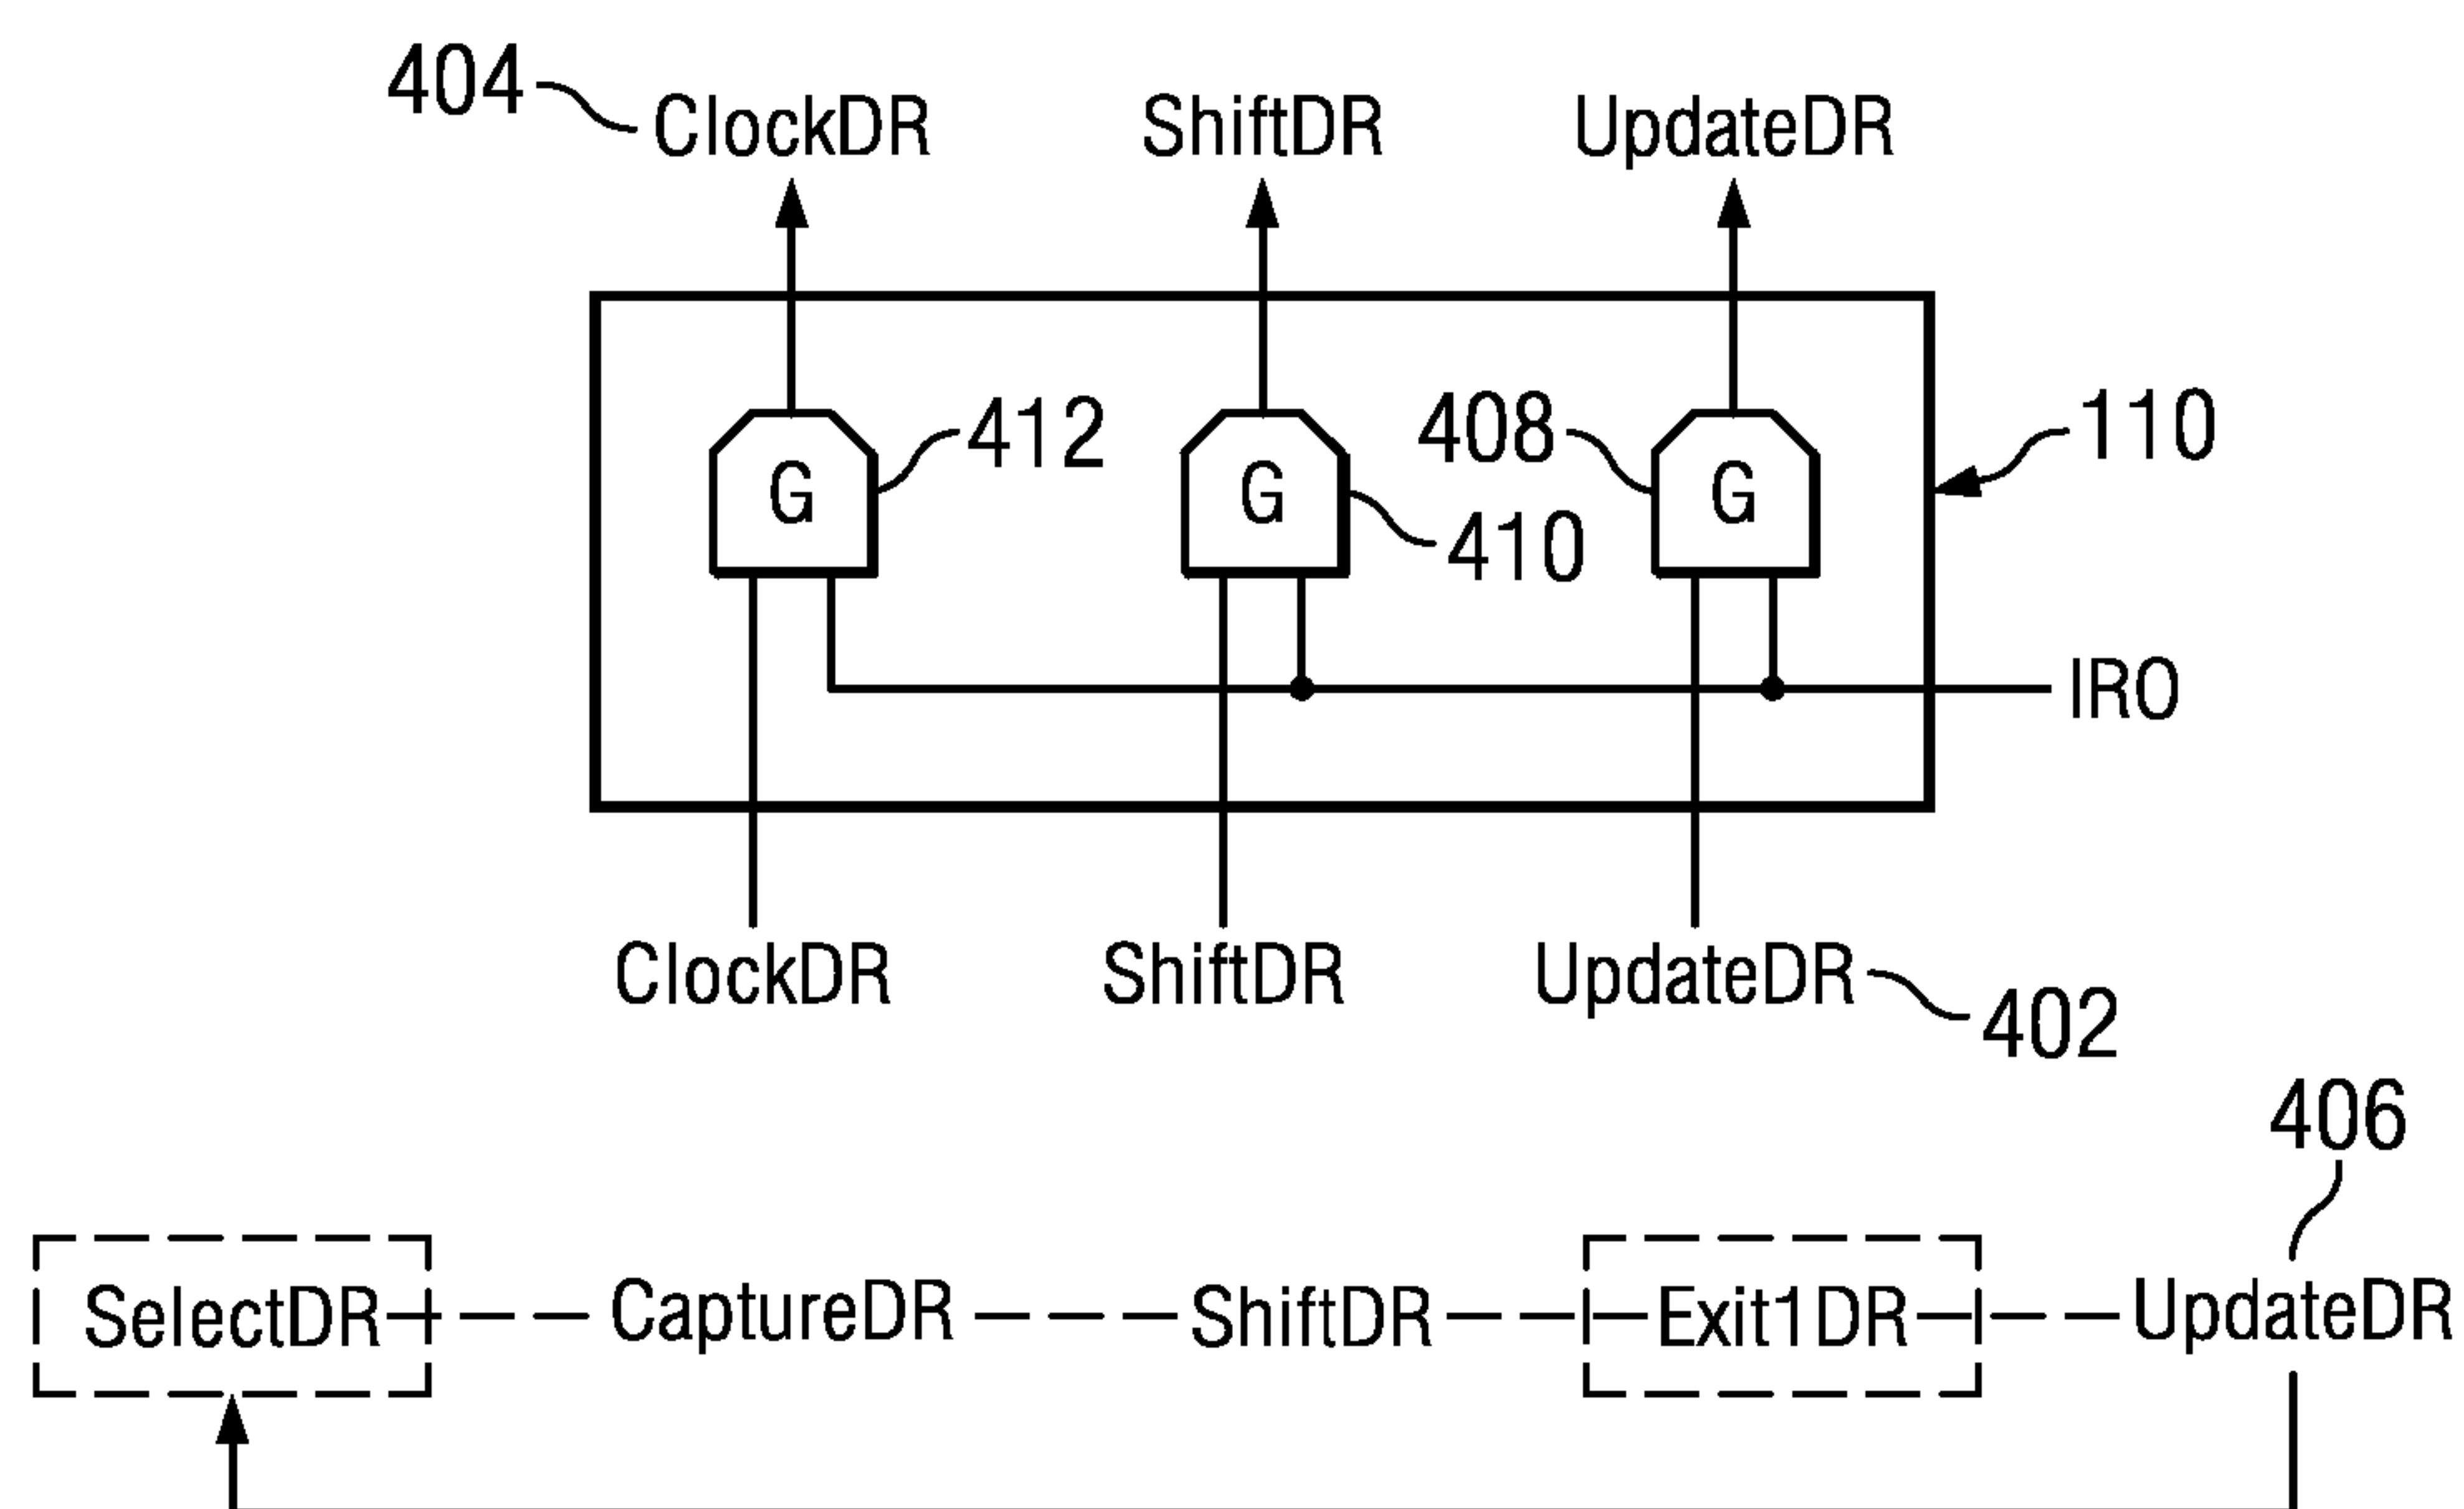 404 ClockDR ShiftDR UpdateDR
412 408 110
G G G
410
IRO
ClockDR ShiftDR UpdateDR
402
406
SelectDR CaptureDR ShiftDR Exit1DR UpdateDR